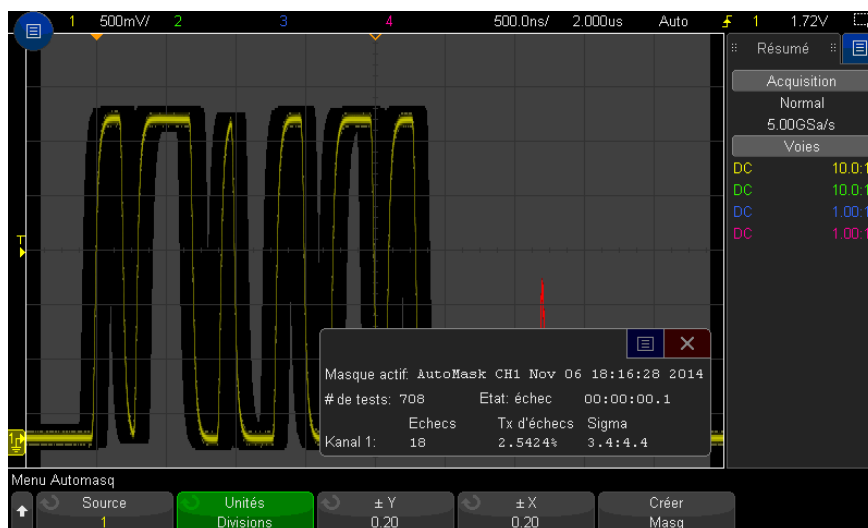 1 500mV/ 2 3 4 500.0ns/ 2.000us Auto 1 1.72V
Résumé
Acquisition
Normal
5.00GSa/s
Voies
DC 10.0:1
DC 10.0:1
DC 1.00:1
DC 1.00:1
T
1
Masque actif: AutoMask CH1 Nov 06 18:16:28 2014
# de tests: 708 Etat: échec 00:00:00.1
Echecs Tx d'échecs Sigma
Kanal 1: 18 2.5424% 3.4:4.4
Menu Automasq
Source Unités ± Y ± X Créer
1 Divisions 0.20 0.20 Masq